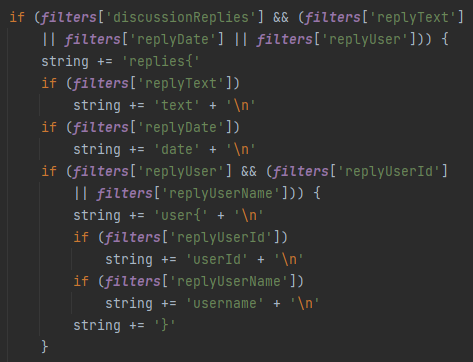 if (filters['discussionReplies'] && (filters['replyText']
        || filters['replyDate'] || filters['replyUser'])) {
    string += 'replies{'
    if (filters['replyText'])
        string += 'text' + '\n'
    if (filters['replyDate'])
        string += 'date' + '\n'
    if (filters['replyUser'] && (filters['replyUserId']
            || filters['replyUserName'])) {
        string += 'user{' + '\n'
        if (filters['replyUserId'])
            string += 'userId' + '\n'
        if (filters['replyUserName'])
            string += 'username' + '\n'
        string += '}'
    }